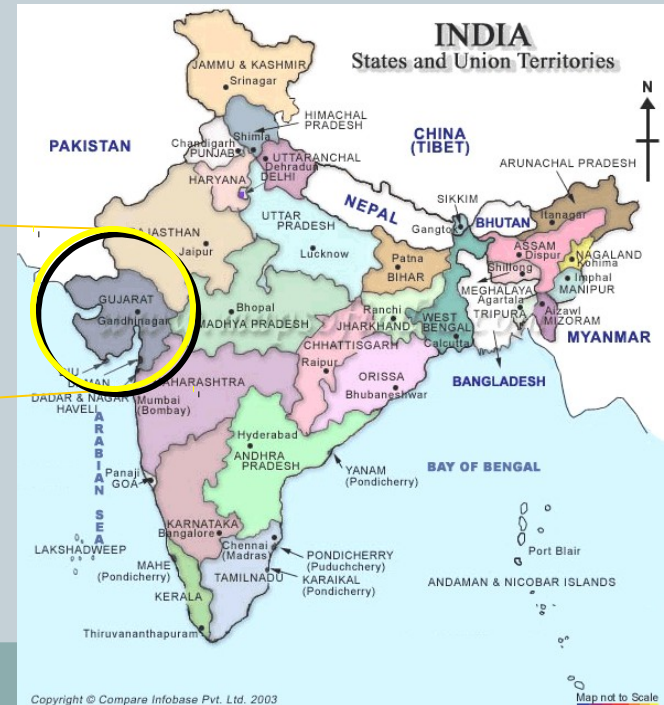 INDIA
States and Union Territories
N
JAMMU & KASHMIR
Srinagar
HIMACHAL
PRADESH
Shimla
Chandigarh
PUNJAB
PAKISTAN
CHINA
(TIBET)
UTTARANCHAL
Dehradun
HARYANA
DELHI
ARUNACHAL PRADESH
SIKKIM
NEPAL
Gangtok
BHUTAN
Itanagar
RAJASTHAN
Jaipur
UTTAR
PRADESH
Lucknow
Patna
BIHAR
ASSAM
Dispur
NAGALAND
Kohima
Shillong
MEGHALAYA
Imphal
MANIPUR
Agartala
TRIPURA
Aizawl
MIZORAM
GUJARAT
Gandhinagar
Bhopal
MADHYA PRADESH
Ranchi
JHARKHAND
WEST
BENGAL
Calcutta
MYANMAR
CHHATTISGARH
Raipur
ORISSA
Bhubaneshwar
BANGLADESH
DIU
DAMAN
DADAR & NAGAR
HAVELI
MAHARASHTRA
Mumbai
(Bombay)
ARABIAN SEA
Hyderabad
ANDHRA
PRADESH
YANAM
(Pondicherry)
BAY OF BENGAL
Panaji
GOA
KARNATAKA
Bangalore
Chennai
(Madras)
PONDICHERRY
(Puduchchery)
LAKSHADWEEP
MAHE
(Pondicherry)
TAMILNADU
KARAIKAL
(Pondicherry)
KERALA
Port Blair
ANDAMAN & NICOBAR ISLANDS
Thiruvananthapuram
Copyright © Compare Infobase Pvt. Ltd. 2003
Map not to Scale